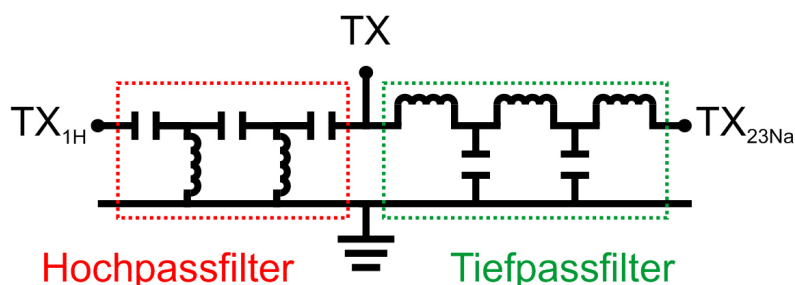 TX
TX1H
TX23Na
Hochpassfilter
Tiefpassfilter